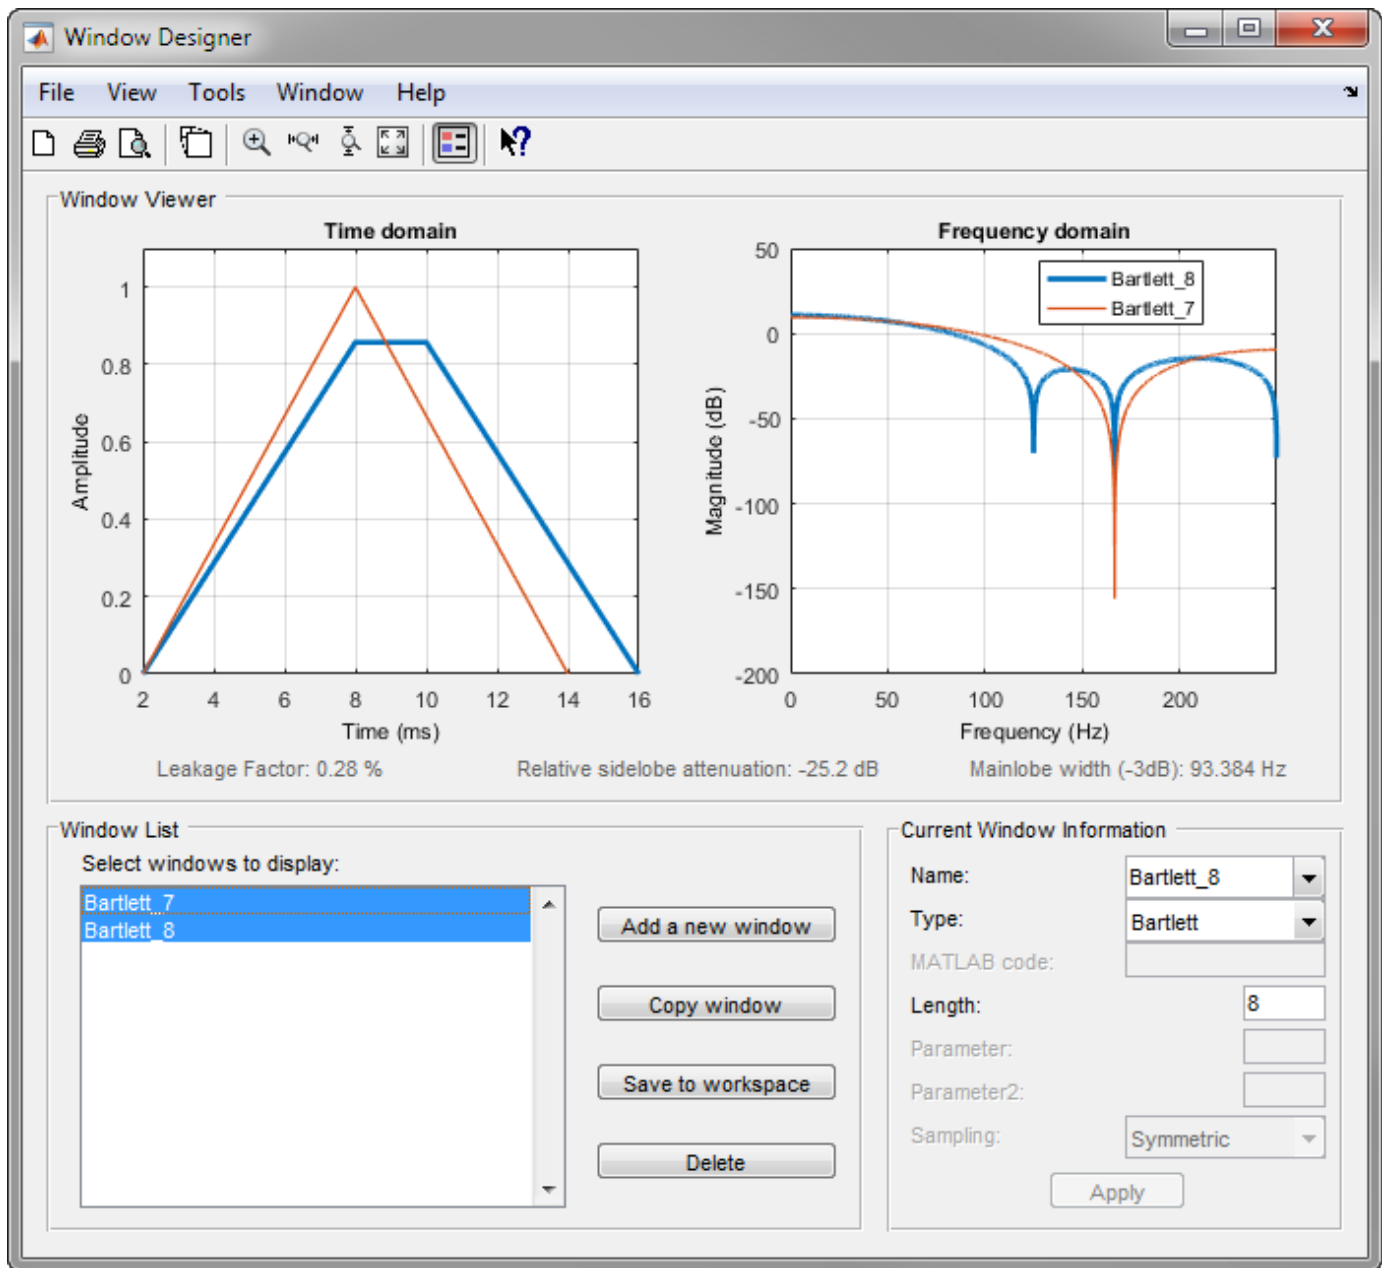 Window Designer
File View Tools Window Help
Window Viewer
Time domain
Frequency domain
1
0.8
0.6
0.4
0.2
0
Amplitude
2 4 6 8 10 12 14 16
Time (ms)
50
0
-50
-100
-150
-200
Magnitude (dB)
Bartlett_8
Bartlett_7
0 50 100 150 200
Frequency (Hz)
Leakage Factor: 0.28 % Relative sidelobe attenuation: -25.2 dB Mainlobe width (-3dB): 93.384 Hz
Window List
Select windows to display:
Bartlett_7
Bartlett_8
Add a new window
Copy window
Save to workspace
Delete
Current Window Information
Name: Bartlett_8
Type: Bartlett
MATLAB code:
Length: 8
Parameter:
Parameter2:
Sampling: Symmetric
Apply